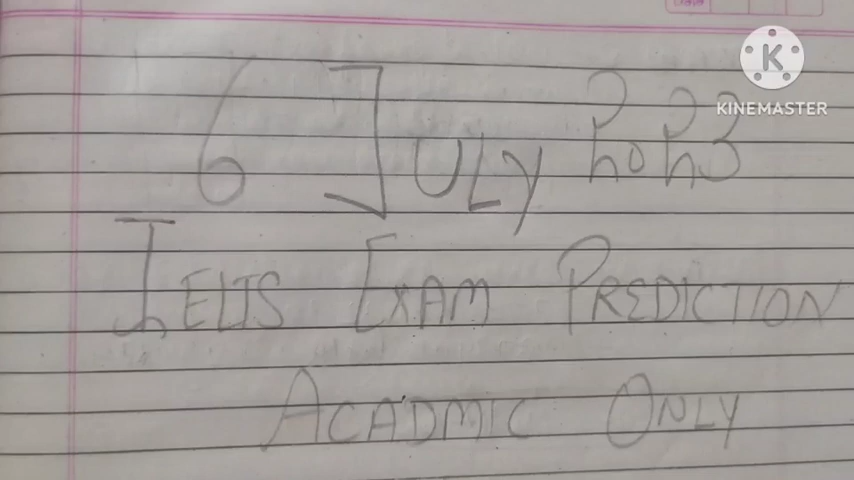 KINEMASTER
6 JULY 2023
IELTS EXAM PREDICTION
ACADMIC ONLY